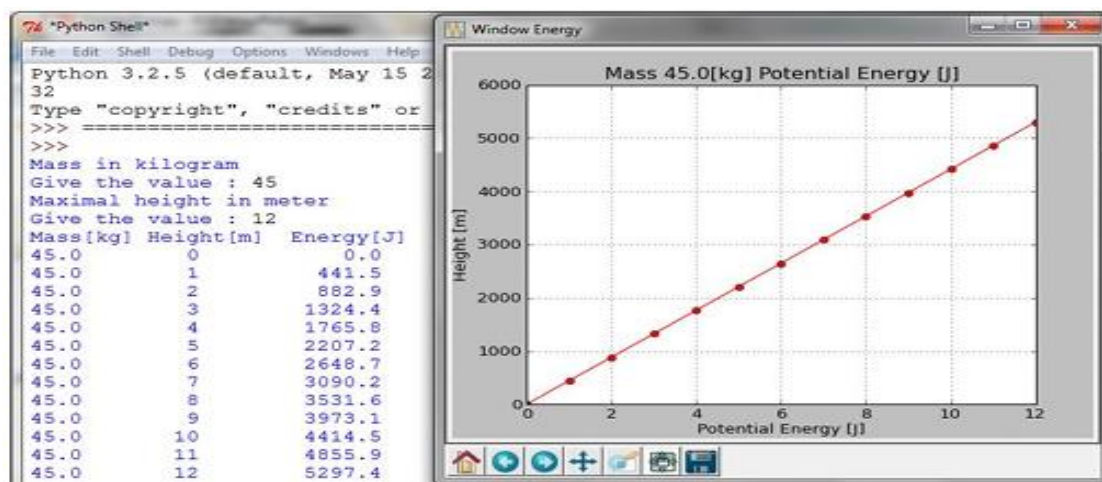 *Python Shell*
File Edit Shell Debug Options Windows Help
Python 3.2.5 (default, May 15 2
32
Type "copyright", "credits" or
>>> ===========================
>>>
Mass in kilogram
Give the value : 45
Maximal height in meter
Give the value : 12
Mass[kg] Height[m] Energy[J]
45.0 0 0.0
45.0 1 441.5
45.0 2 882.9
45.0 3 1324.4
45.0 4 1765.8
45.0 5 2207.2
45.0 6 2648.7
45.0 7 3090.2
45.0 8 3531.6
45.0 9 3973.1
45.0 10 4414.5
45.0 11 4855.9
45.0 12 5297.4
Window Energy
Mass 45.0[kg] Potential Energy [J]
6000
5000
4000
3000
2000
1000
0
Height [m]
0 2 4 6 8 10 12
Potential Energy [J]